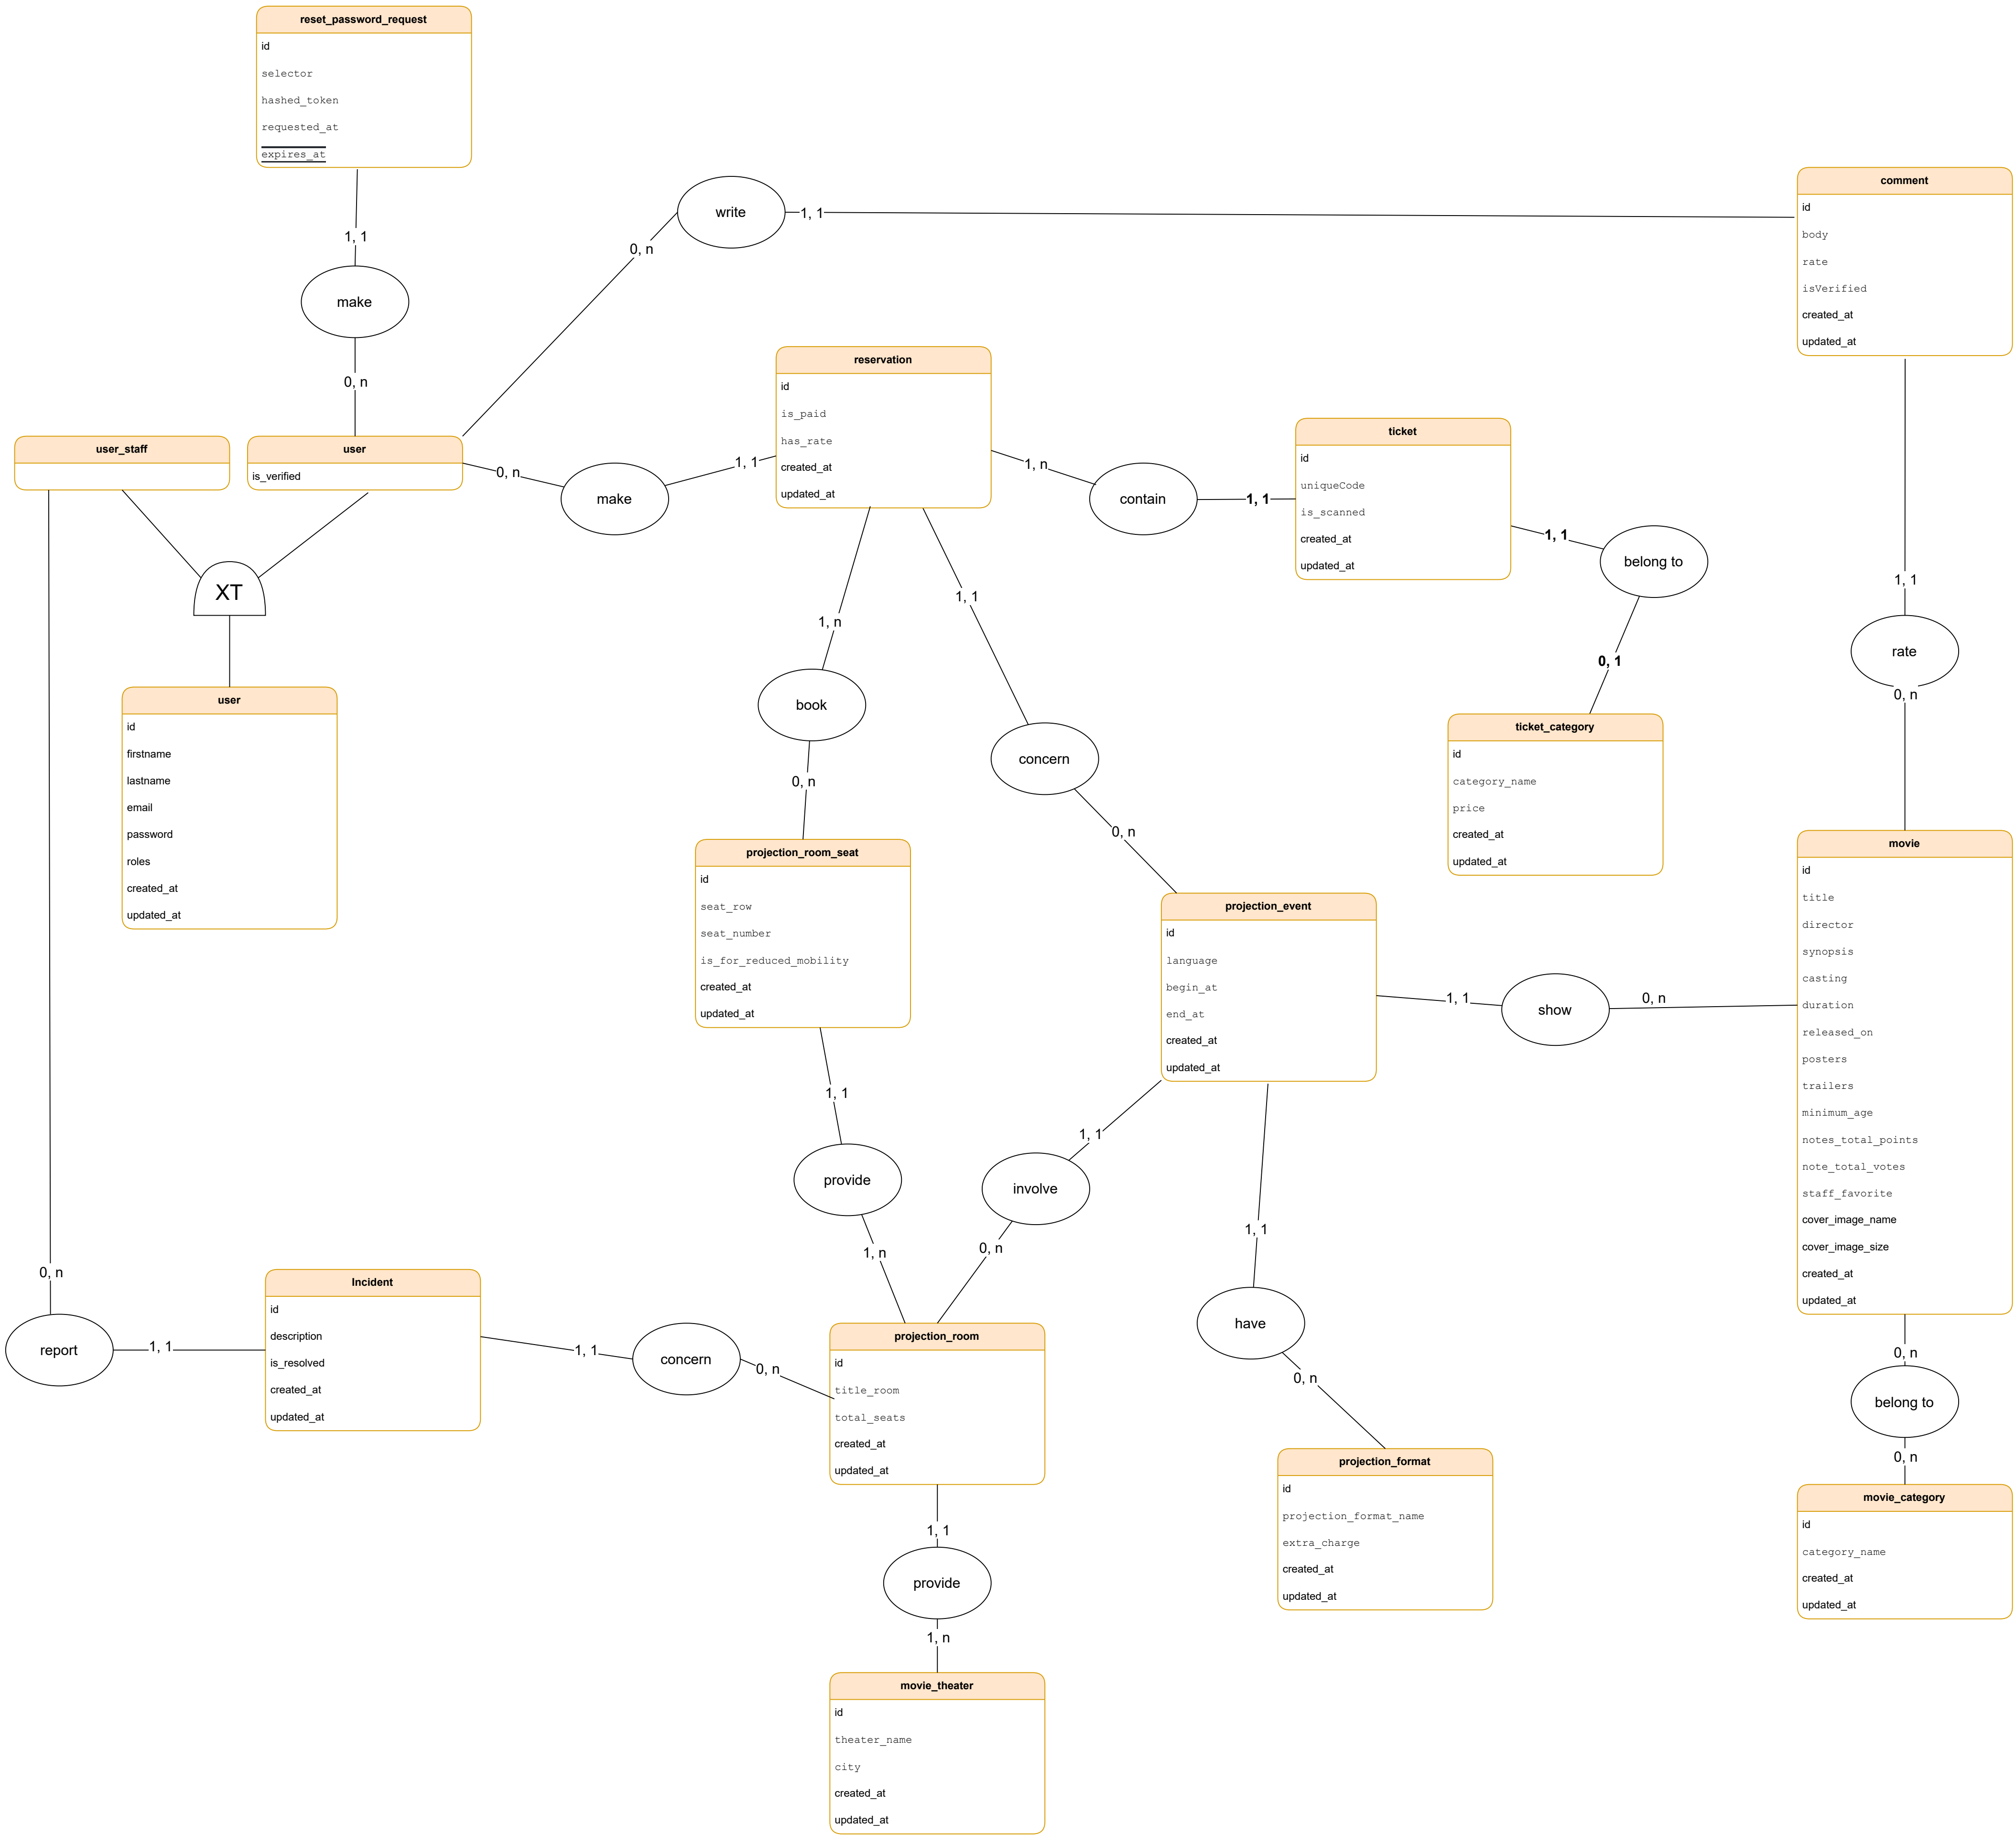 reset_password_request
id
selector
hashed_token
requested_at
expires_at
1, 1
make
0, n
write
1, 1
0, n
comment
id
body
rate
isVerified
created_at
updated_at
user_staff
user
is_verified
0, n
make
1, 1
reservation
id
is_paid
has_rate
created_at
updated_at
1, n
contain
1, 1
ticket
id
uniqueCode
is_scanned
created_at
updated_at
1, 1
belong to
0, 1
ticket_category
id
category_name
price
created_at
updated_at
1, 1
rate
0, n
XT
user
id
firstname
lastname
email
password
roles
created_at
updated_at
1, n
book
0, n
1, 1
concern
0, n
projection_room_seat
id
seat_row
seat_number
is_for_reduced_mobility
created_at
updated_at
projection_event
id
language
begin_at
end_at
created_at
updated_at
1, 1
show
0, n
movie
id
title
director
synopsis
casting
duration
released_on
posters
trailers
minimum_age
notes_total_points
note_total_votes
staff_favorite
cover_image_name
cover_image_size
created_at
updated_at
1, 1
provide
1, n
1, 1
involve
0, n
1, 1
have
0, n
0, n
report
1, 1
Incident
id
description
is_resolved
created_at
updated_at
1, 1
concern
0, n
projection_room
id
title_room
total_seats
created_at
updated_at
0, n
belong to
0, n
projection_format
id
projection_format_name
extra_charge
created_at
updated_at
movie_category
id
category_name
created_at
updated_at
1, 1
provide
1, n
movie_theater
id
theater_name
city
created_at
updated_at